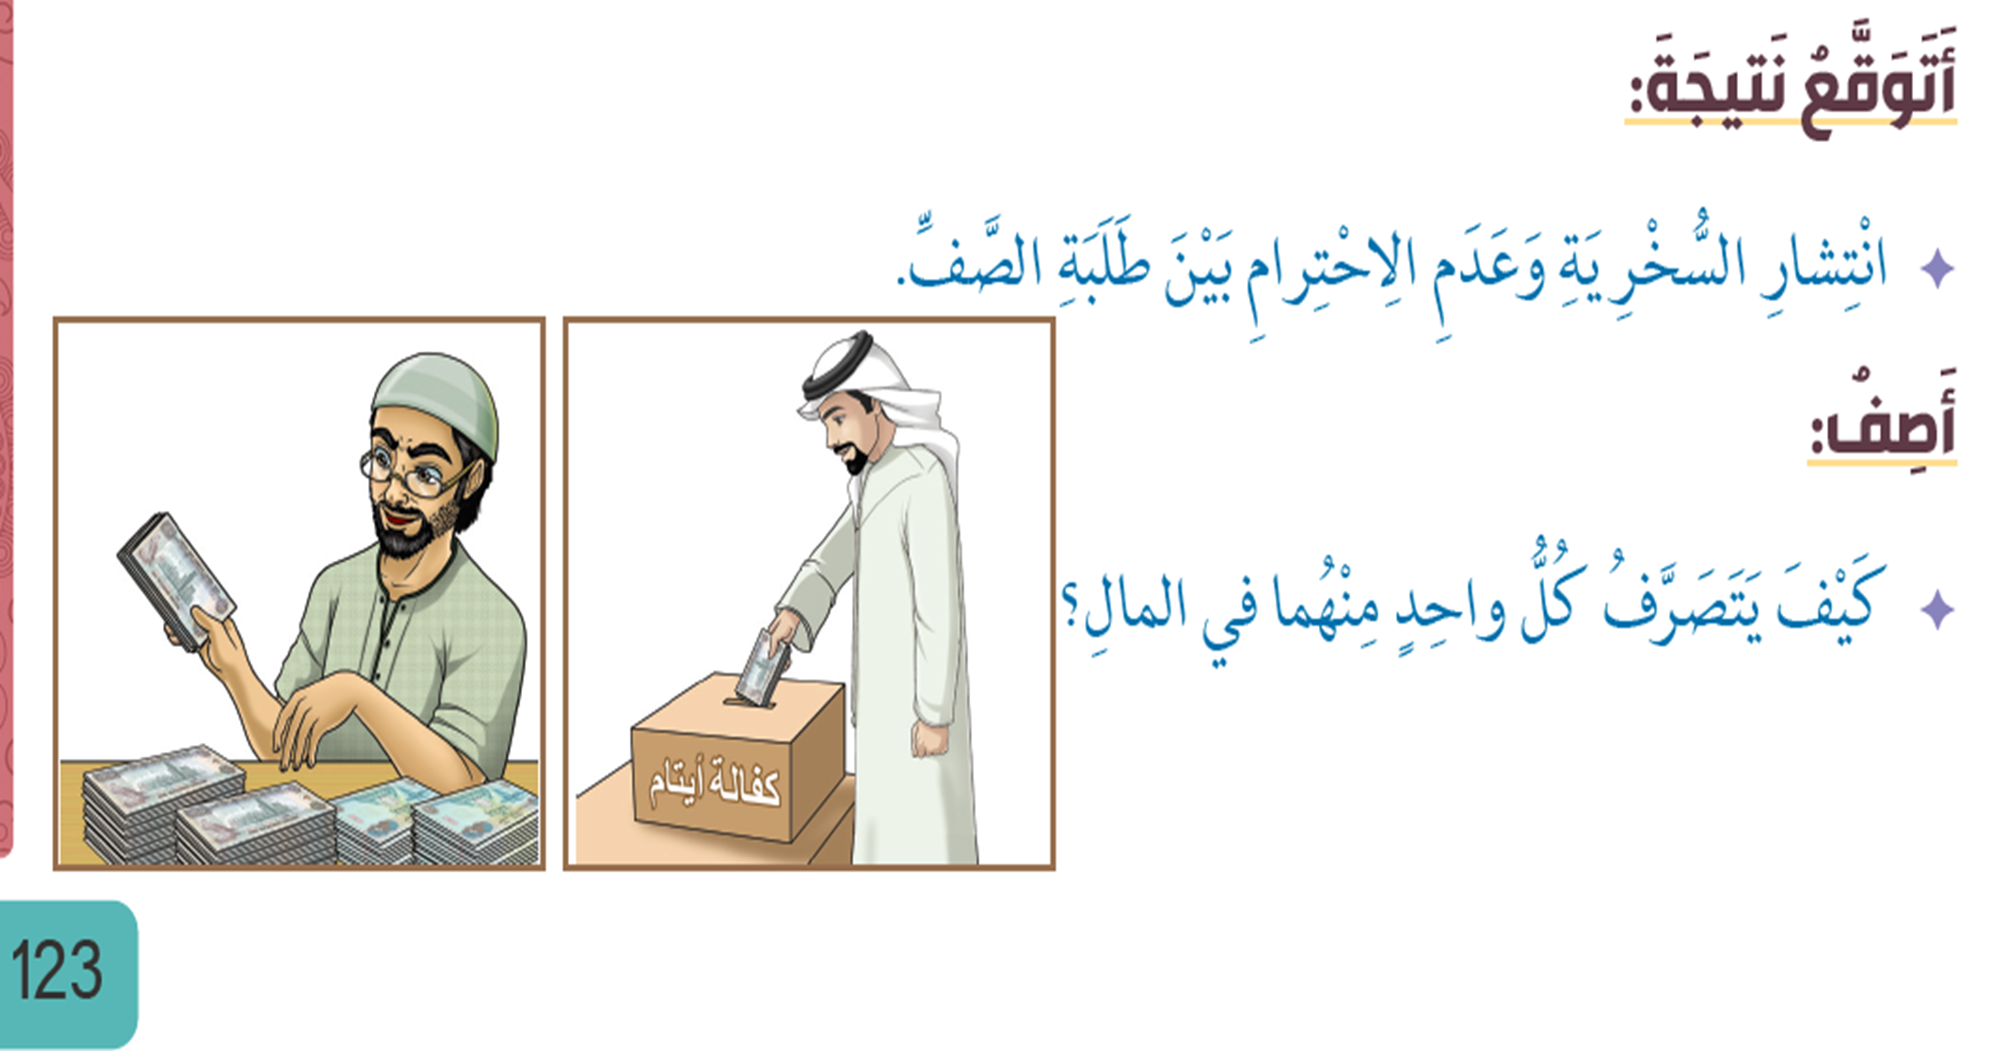 أَتَوَقَّعُ نَتيجَةَ:
انْتِشارِ السُّخْرِيَةِ وَعَدَمِ الِاحْتِرامِ بَيْنَ طَلَبَةِ الصَّفِّ.
أَصِفُ:
كَيْفَ يَتَصَرَّفُ كُلُّ واحِدٍ مِنْهُما في المالِ؟
كفالة أيتام
123